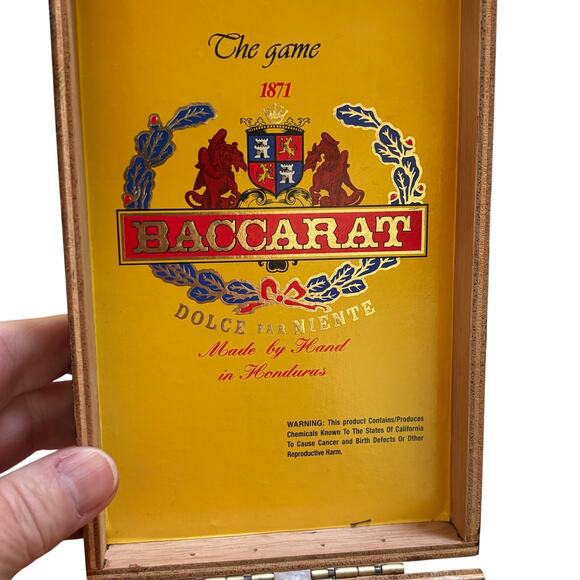 The game
1871
BACCARAT
DOLCE FAR NIENTE
Made by Hand
in Honduras
WARNING: This product Contains/Produces
Chemicals Known To The States Of California
To Cause Cancer and Birth Defects Or Other
Reproductive Harm.